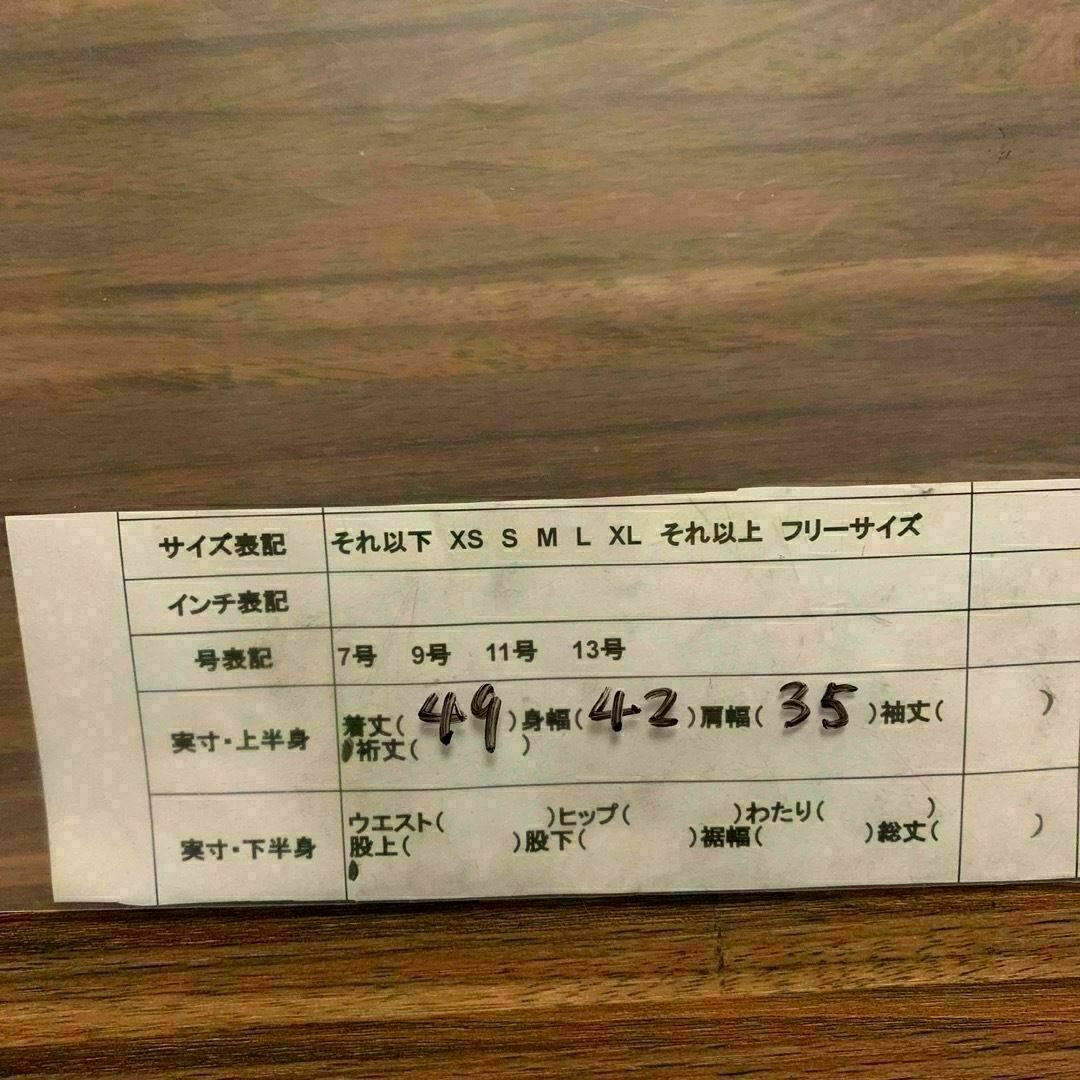 サイズ表記 それ以下 XS S M L XL それ以上 フリーサイズ
インチ表記
号表記 7号 9号 11号 13号
実寸・上半身 着丈( 49 )身幅( 42 )肩幅( 35 )袖丈( )
裄丈( )
実寸・下半身 ウエスト( )ヒップ( )わたり( )
股上( )股下( )裾幅( )総丈( )